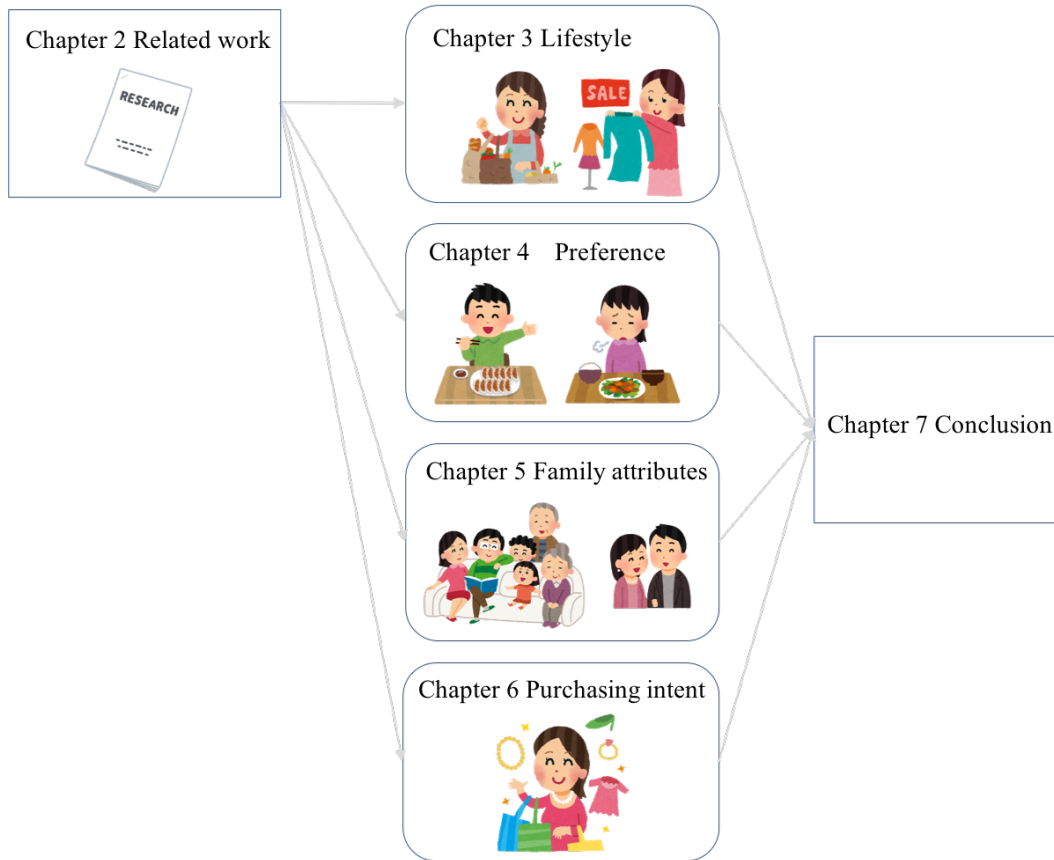 Chapter 2 Related work
RESEARCH
Chapter 3 Lifestyle
SALE
Chapter 4 Preference
Chapter 5 Family attributes
Chapter 6 Purchasing intent
Chapter 7 Conclusion